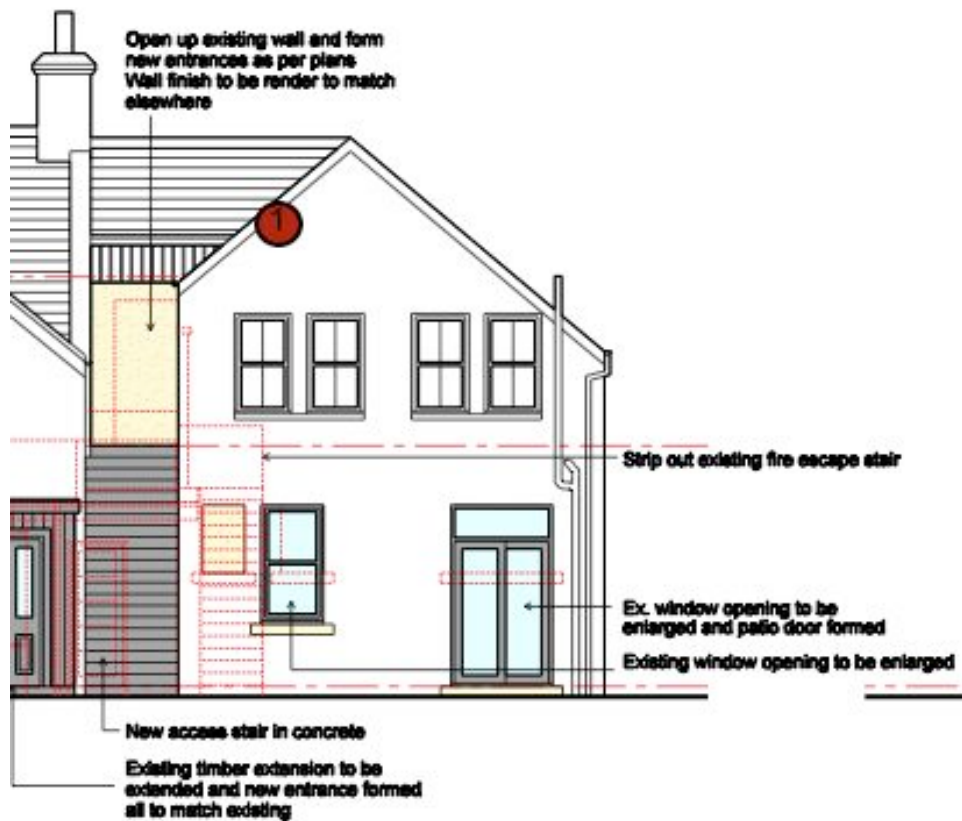 Open up existing wall and form
new entrances as per plans
Wall finish to be render to match
elsewhere
1
Strip out existing fire escape stair
Ex. window opening to be
enlarged and patio door formed
Existing window opening to be enlarged
New access stair in concrete
Existing timber extension to be
extended and new entrance formed
all to match existing